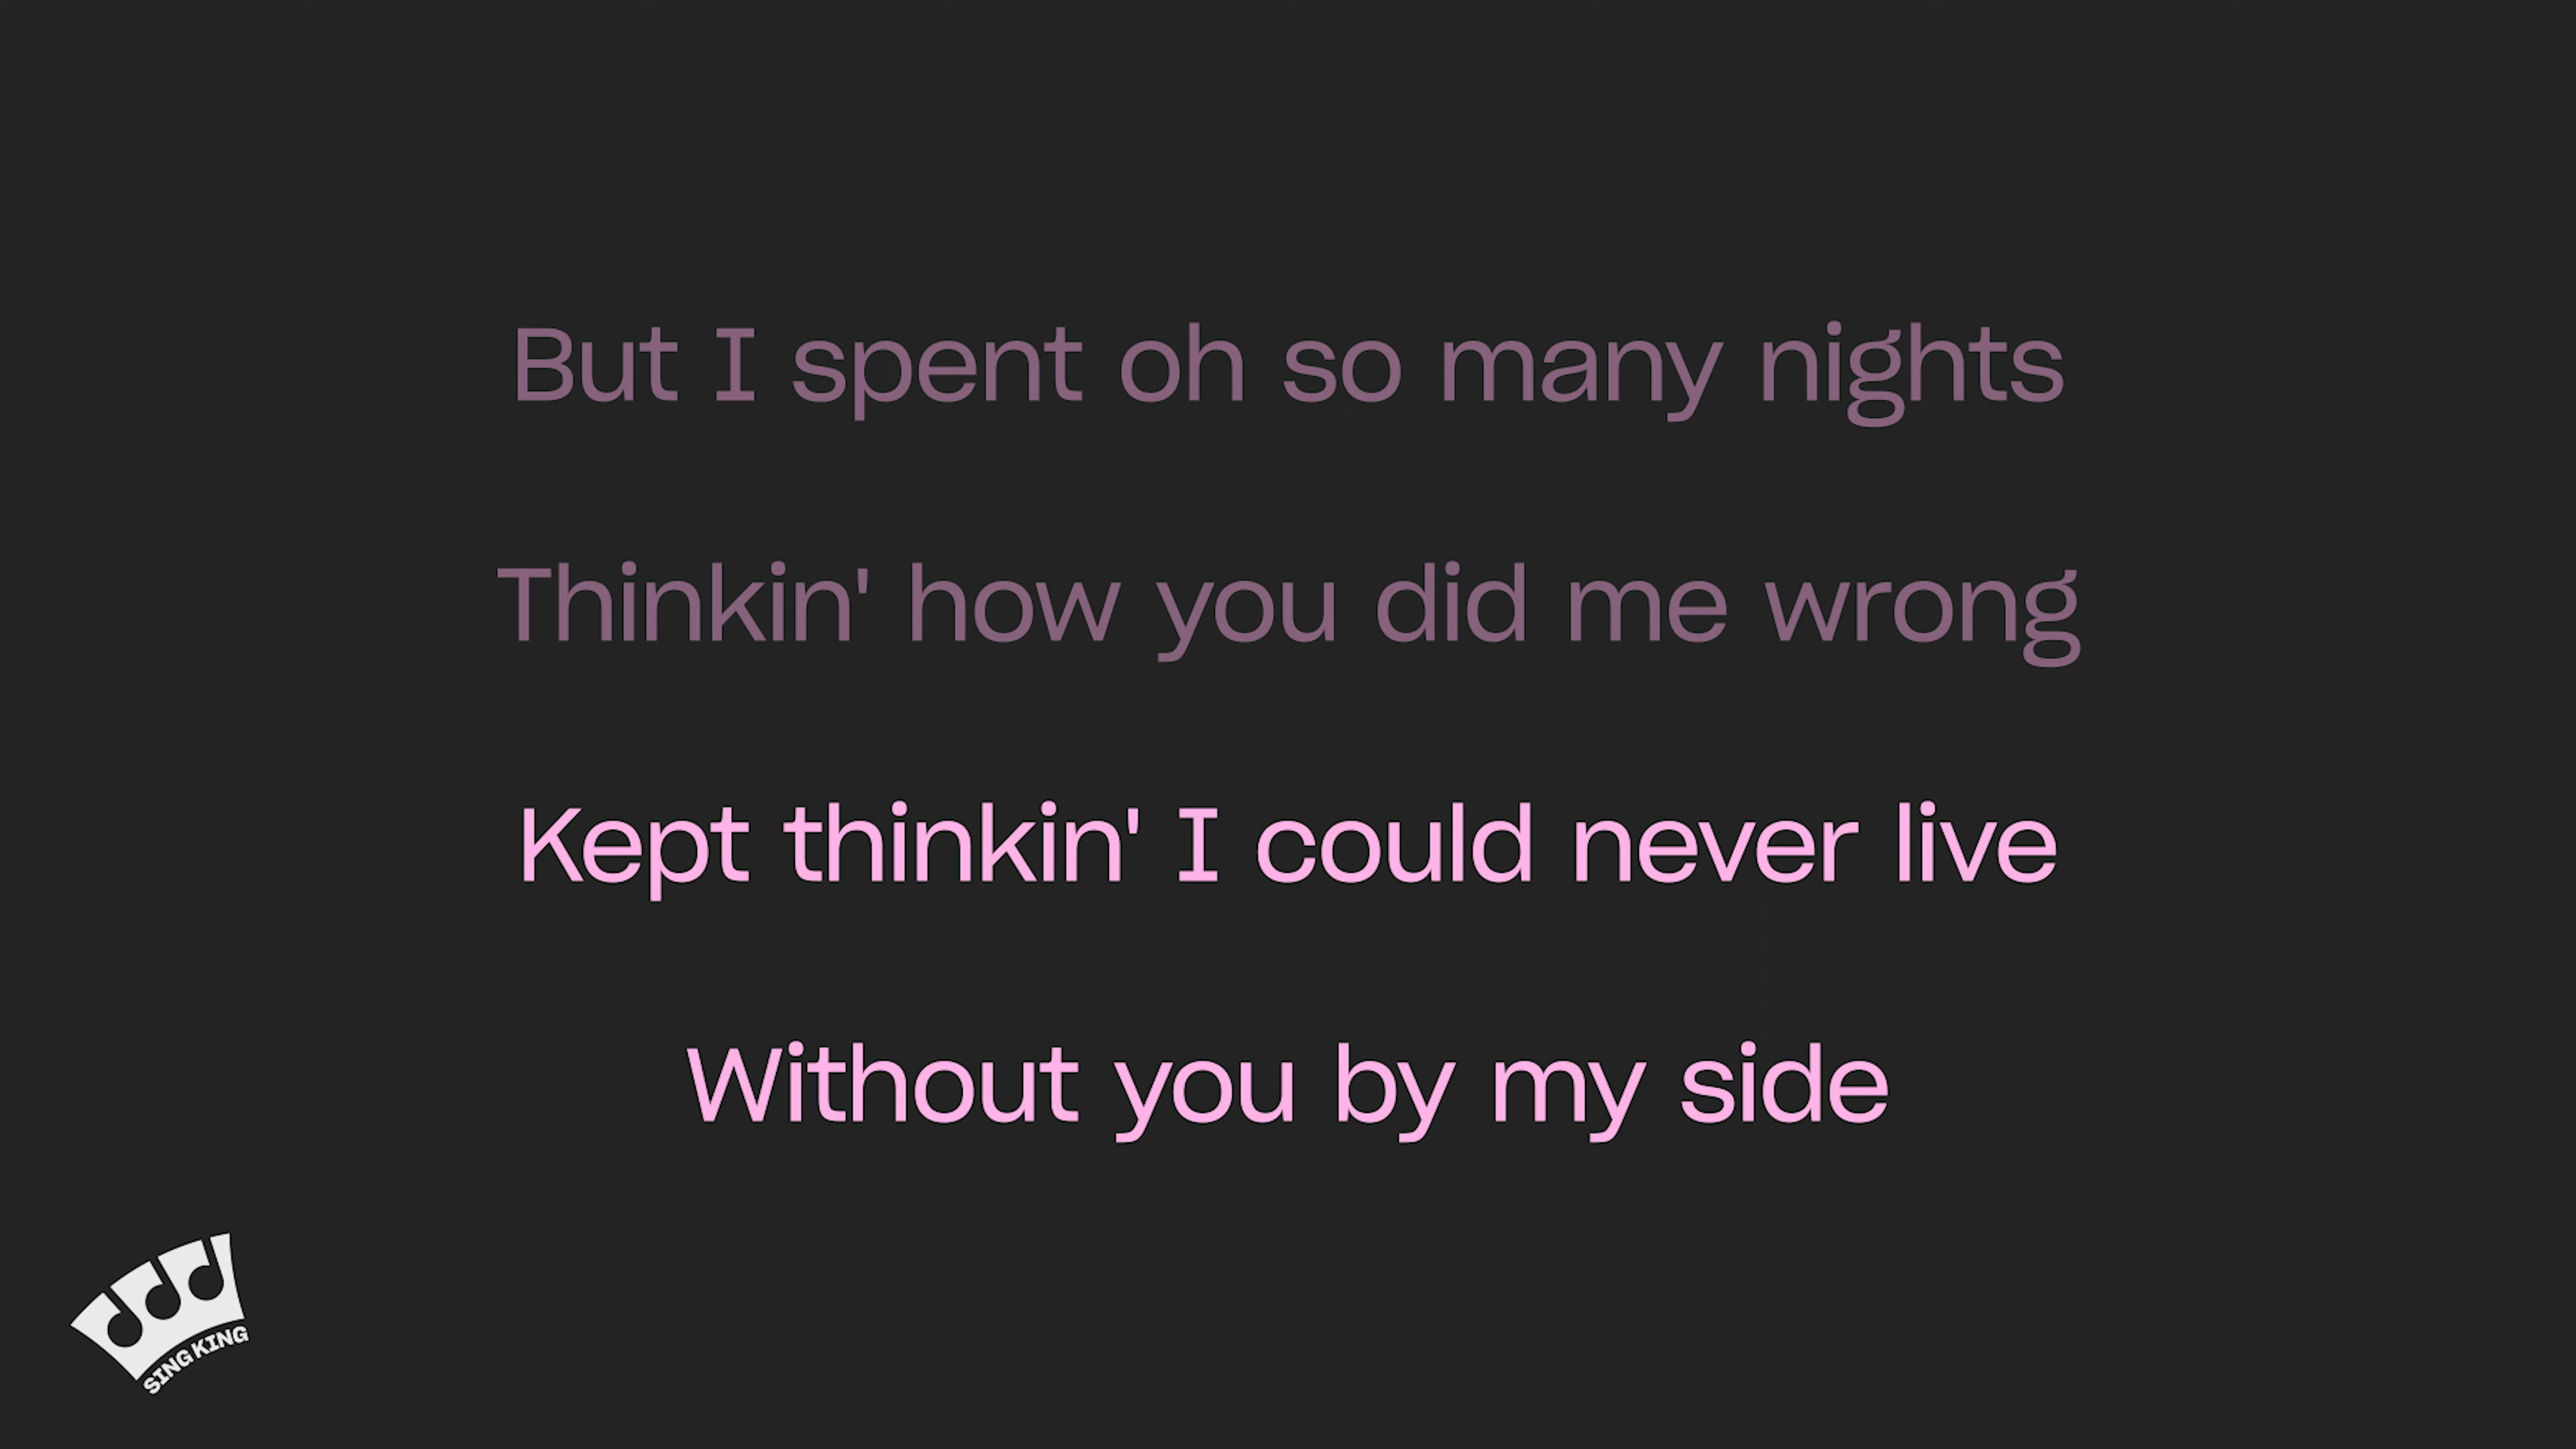 But I spent oh so many nights
Thinkin' how you did me wrong
Kept thinkin' I could never live
Without you by my side
SING KING